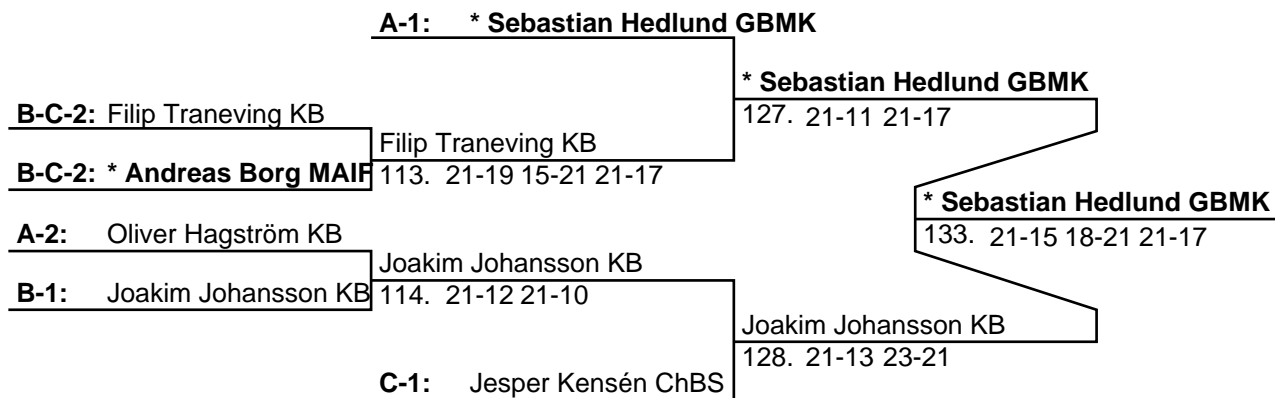 A-1: * Sebastian Hedlund GBMK
* Sebastian Hedlund GBMK
B-C-2: Filip Traneving KB
127. 21-11 21-17
Filip Traneving KB
B-C-2: * Andreas Borg MAIF
113. 21-19 15-21 21-17
* Sebastian Hedlund GBMK
A-2: Oliver Hagström KB
133. 21-15 18-21 21-17
Joakim Johansson KB
B-1: Joakim Johansson KB
114. 21-12 21-10
Joakim Johansson KB
128. 21-13 23-21
C-1: Jesper Kensén ChBS